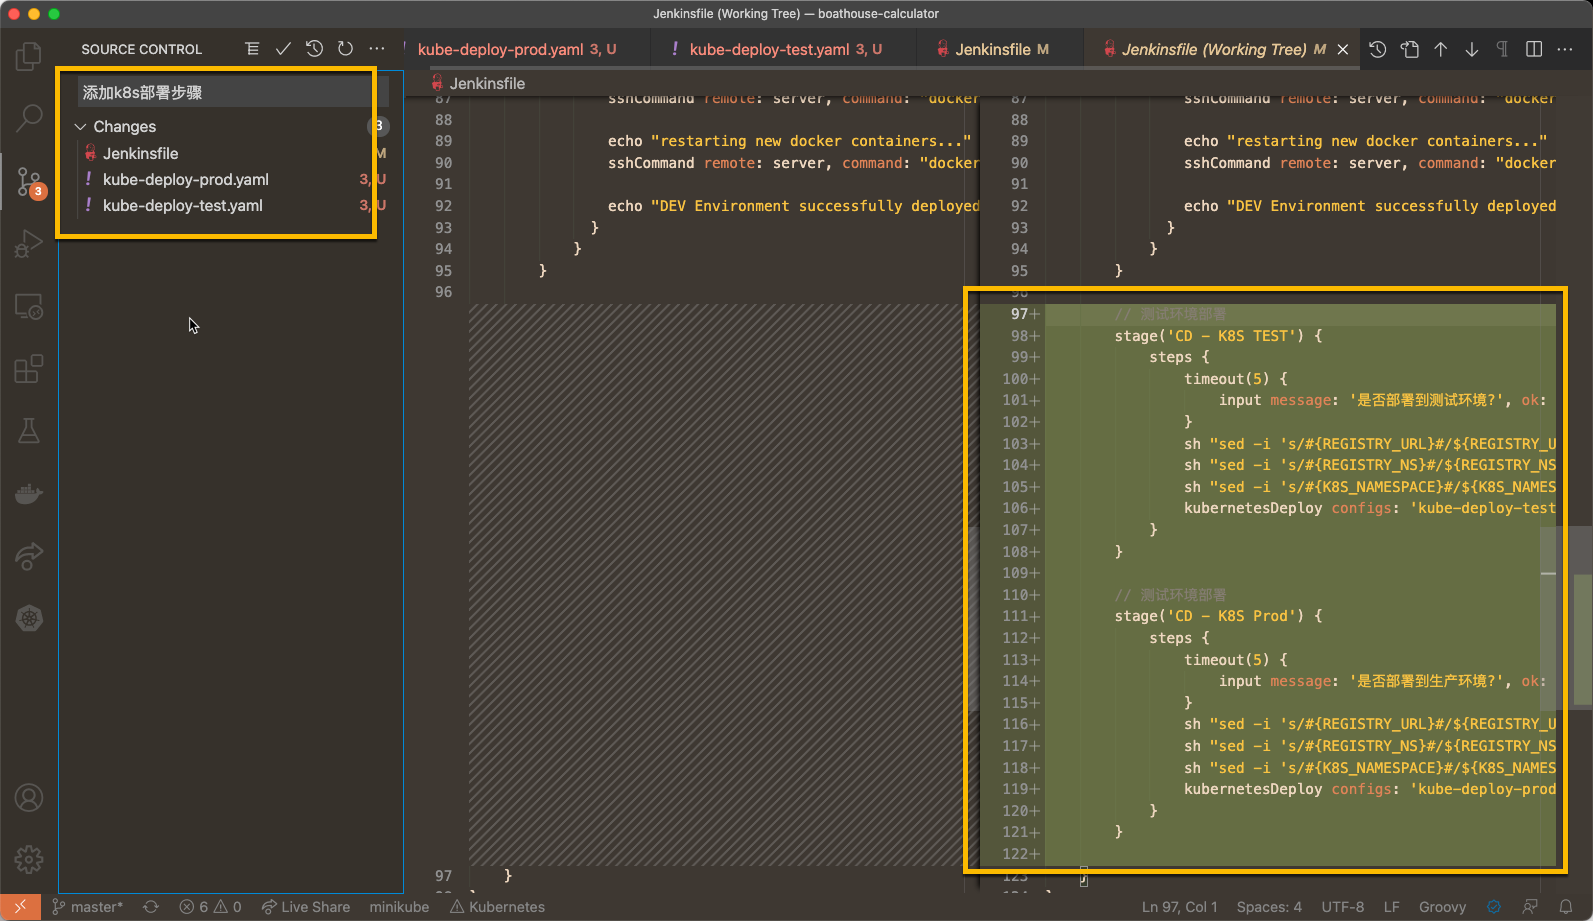 Jenkinsfile (Working Tree) — boathouse-calculator
SOURCE CONTROL
kube-deploy-prod.yaml 3, U
! kube-deploy-test.yaml 3, U
Jenkinsfile M
Jenkinsfile (Working Tree) M
添加k8s部署步骤
Changes 3
Jenkinsfile M
! kube-deploy-prod.yaml 3, U
! kube-deploy-test.yaml 3, U
3
Jenkinsfile
87 sshCommand remote: server, command: "docker
88
89 echo "restarting new docker containers..."
90 sshCommand remote: server, command: "docker
91
92 echo "DEV Environment successfully deployed
93 }
94 }
95 }
96
97 }
87 sshCommand remote: server, command: "docker
88
89 echo "restarting new docker containers..."
90 sshCommand remote: server, command: "docker
91
92 echo "DEV Environment successfully deployed
93 }
94 }
95 }
96
97+ // 测试环境部署
98+ stage('CD - K8S TEST') {
99+ steps {
100+ timeout(5) {
101+ input message: '是否部署到测试环境?', ok:
102+ }
103+ sh "sed -i 's/#{REGISTRY_URL}#/${REGISTRY_U
104+ sh "sed -i 's/#{REGISTRY_NS}#/${REGISTRY_NS
105+ sh "sed -i 's/#{K8S_NAMESPACE}#/${K8S_NAMES
106+ kubernetesDeploy configs: 'kube-deploy-test
107+ }
108+ }
109+
110+ // 测试环境部署
111+ stage('CD - K8S Prod') {
112+ steps {
113+ timeout(5) {
114+ input message: '是否部署到生产环境?', ok:
115+ }
116+ sh "sed -i 's/#{REGISTRY_URL}#/${REGISTRY_U
117+ sh "sed -i 's/#{REGISTRY_NS}#/${REGISTRY_NS
118+ sh "sed -i 's/#{K8S_NAMESPACE}#/${K8S_NAMES
119+ kubernetesDeploy configs: 'kube-deploy-prod
120+ }
121+ }
122+
123 }
master* 6 0 Live Share minikube Kubernetes Ln 97, Col 1 Spaces: 4 UTF-8 LF Groovy